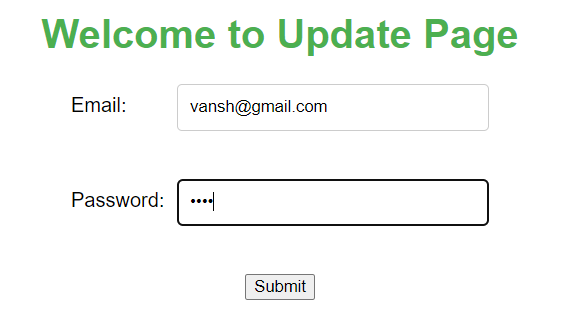 Welcome to Update Page
Email: vansh@gmail.com
Password: ••••
Submit